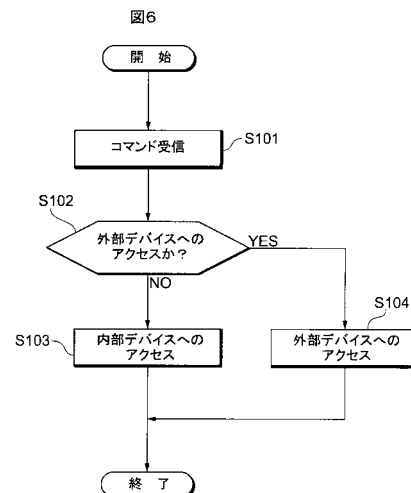 図6
開 始
コマンド受信
S101
S102
外部デバイスへの
アクセスか?
YES
NO
S104
S103
内部デバイスへの
アクセス
外部デバイスへの
アクセス
終 了